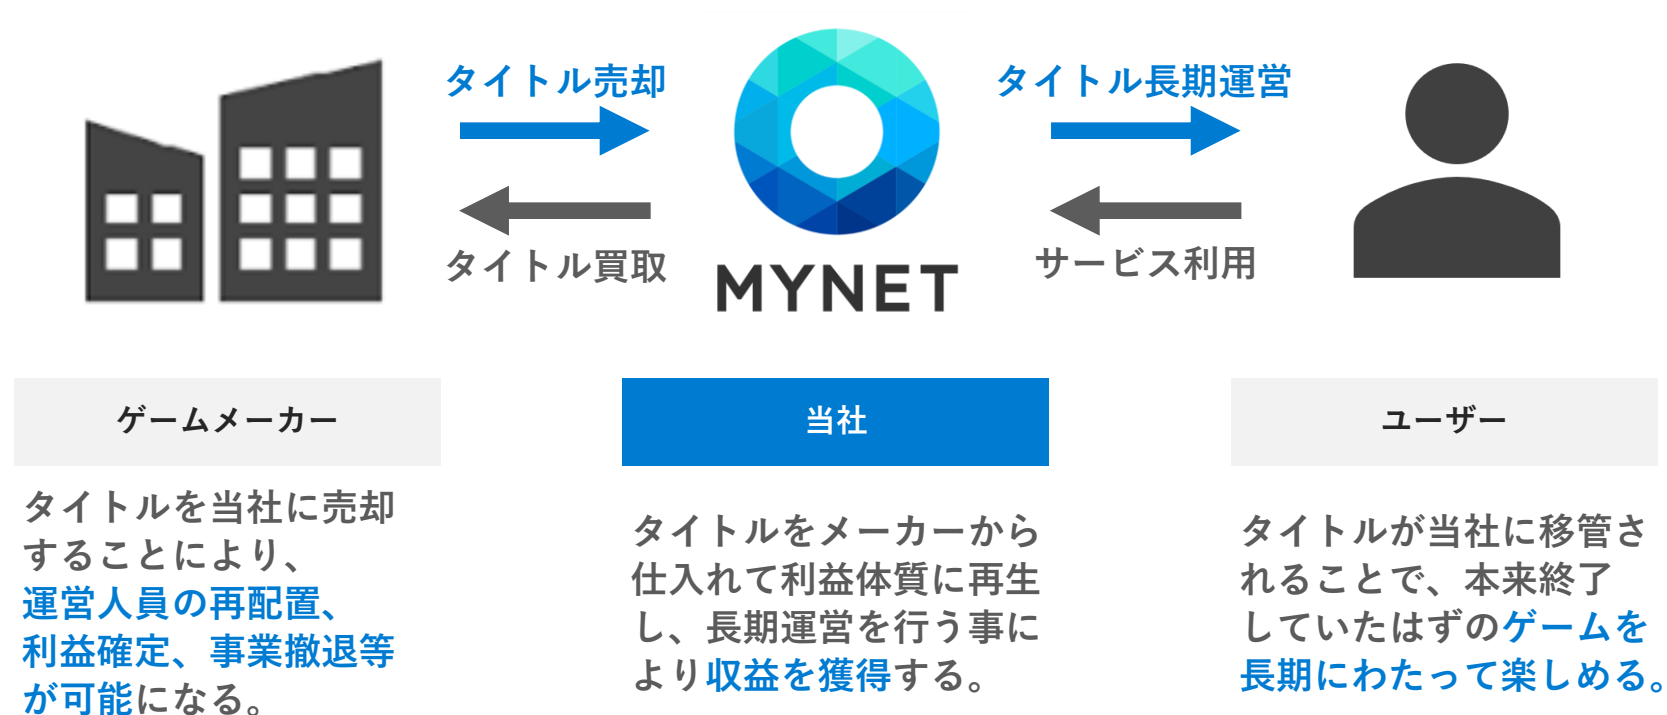 タイトル売却
タイトル長期運営
タイトル買取
MYNET
サービス利用
ゲームメーカー
当社
ユーザー
タイトルを当社に売却
することにより、
運営人員の再配置、
利益確定、事業撤退等
が可能になる。
タイトルをメーカーから
仕入れて利益体質に再生
し、長期運営を行う事に
より収益を獲得する。
タイトルが当社に移管さ
れることで、本来終了
していたはずのゲームを
長期にわたって楽しめる。